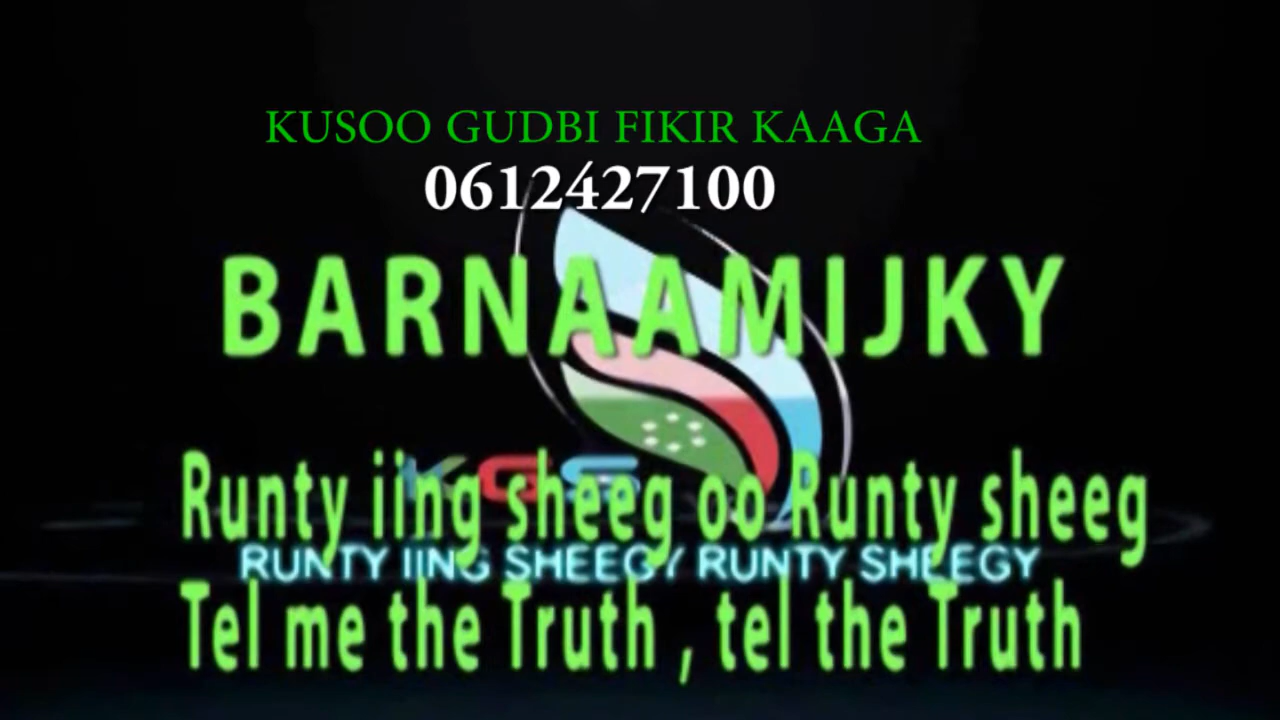 KUSOO GUDBI FIKIR KAAGA
0612427100
BARNAAMIJKY
KGS
Runty iing sheeg oo Runty sheeg
RUNTY IING SHEEGY RUNTY SHEEGY
Tel me the Truth , tel the Truth